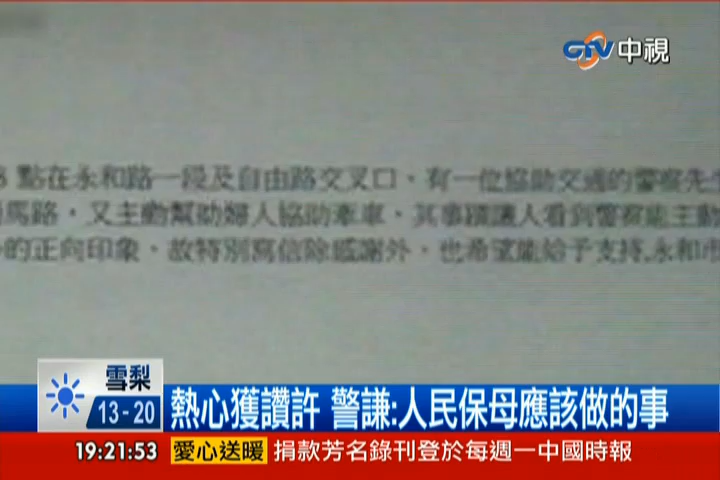 CTV中視
點在永和路一段及自由路交叉口，有一位協助交通的警察先生
馬路，又主動幫助婦人協助牽車，其事蹟讓人看到警察能主動
的正向印象，故特別寫信除感謝外，也希望能給予支持,永和市
雪梨
13-20
熱心獲讚許 警謙:人民保母應該做的事
19:21:53
愛心送暖 捐款芳名錄刊登於每週一中國時報